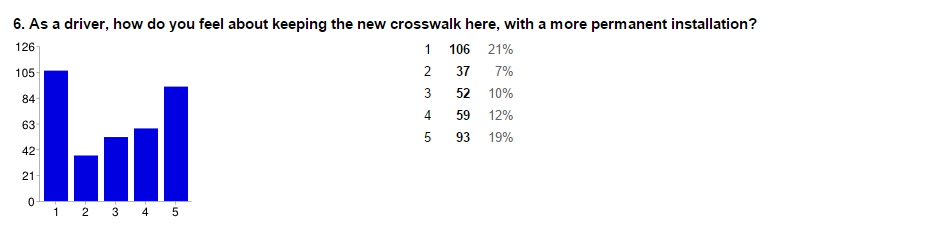 6. As a driver, how do you feel about keeping the new crosswalk here, with a more permanent installation?
126
105
84
63
42
21
0
1 2 3 4 5
1 106 21%
2 37 7%
3 52 10%
4 59 12%
5 93 19%